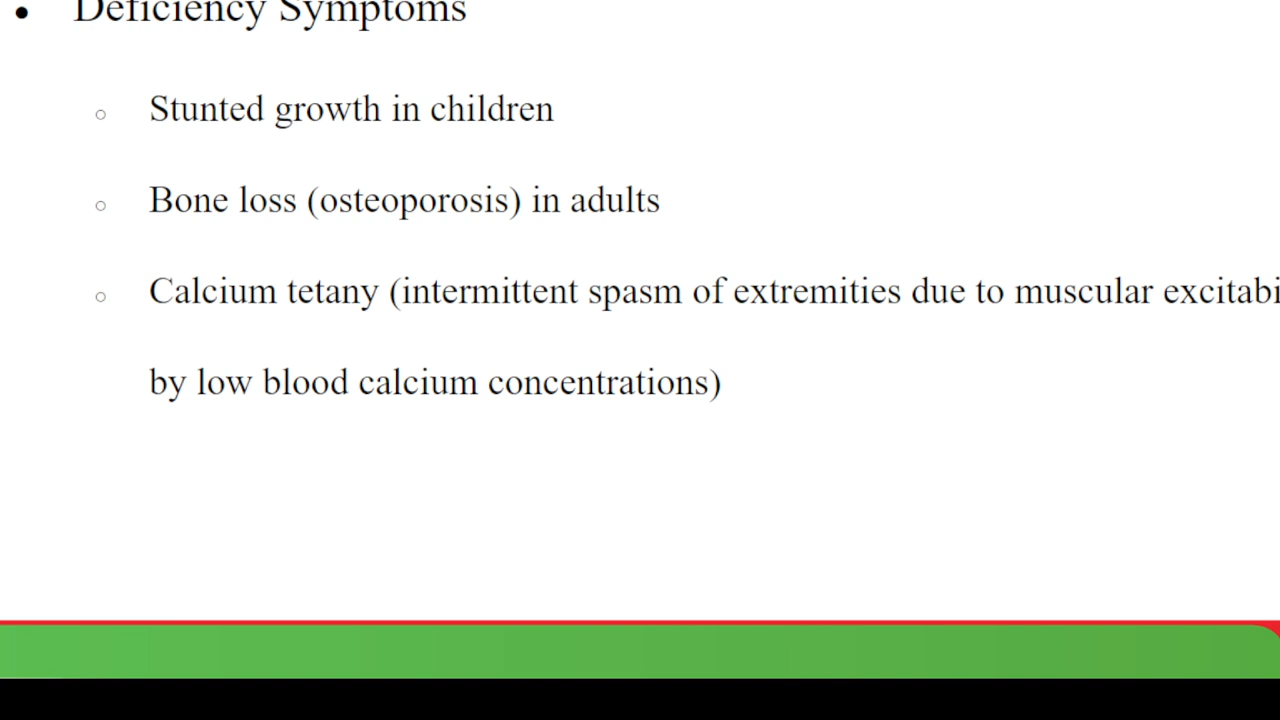 • Deficiency Symptoms
○ Stunted growth in children
○ Bone loss (osteoporosis) in adults
○ Calcium tetany (intermittent spasm of extremities due to muscular
by low blood calcium concentrations)